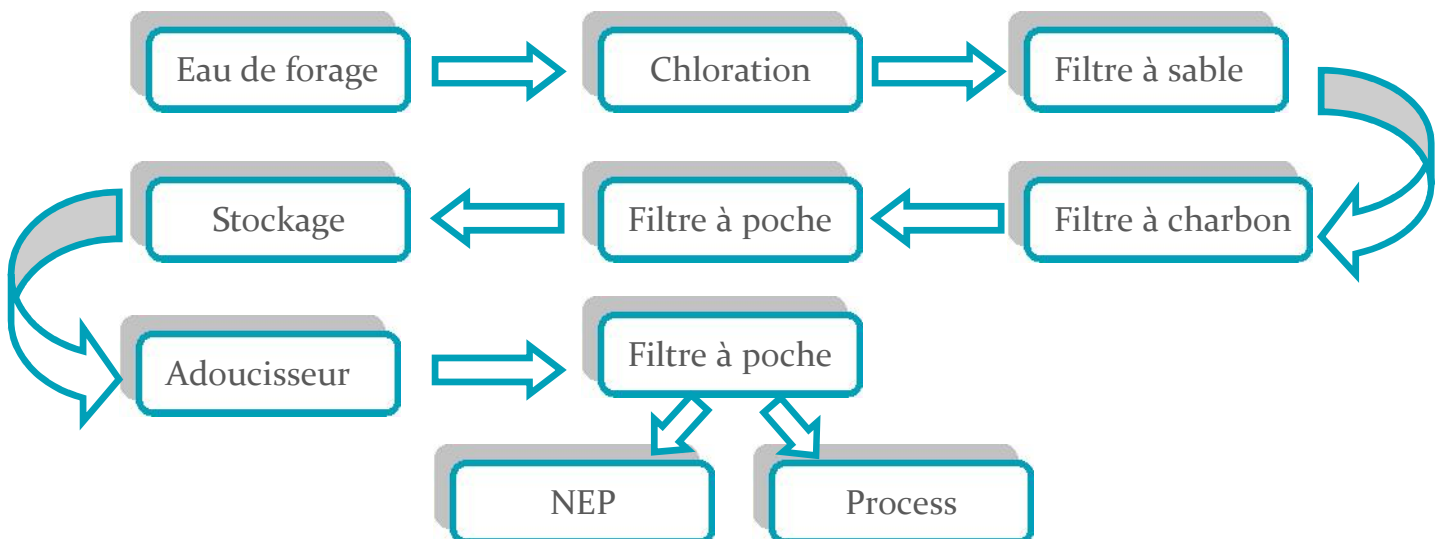 Eau de forage
Chloration
Filtre à sable
Filtre à charbon
Filtre à poche
Stockage
Adoucisseur
Filtre à poche
NEP
Process